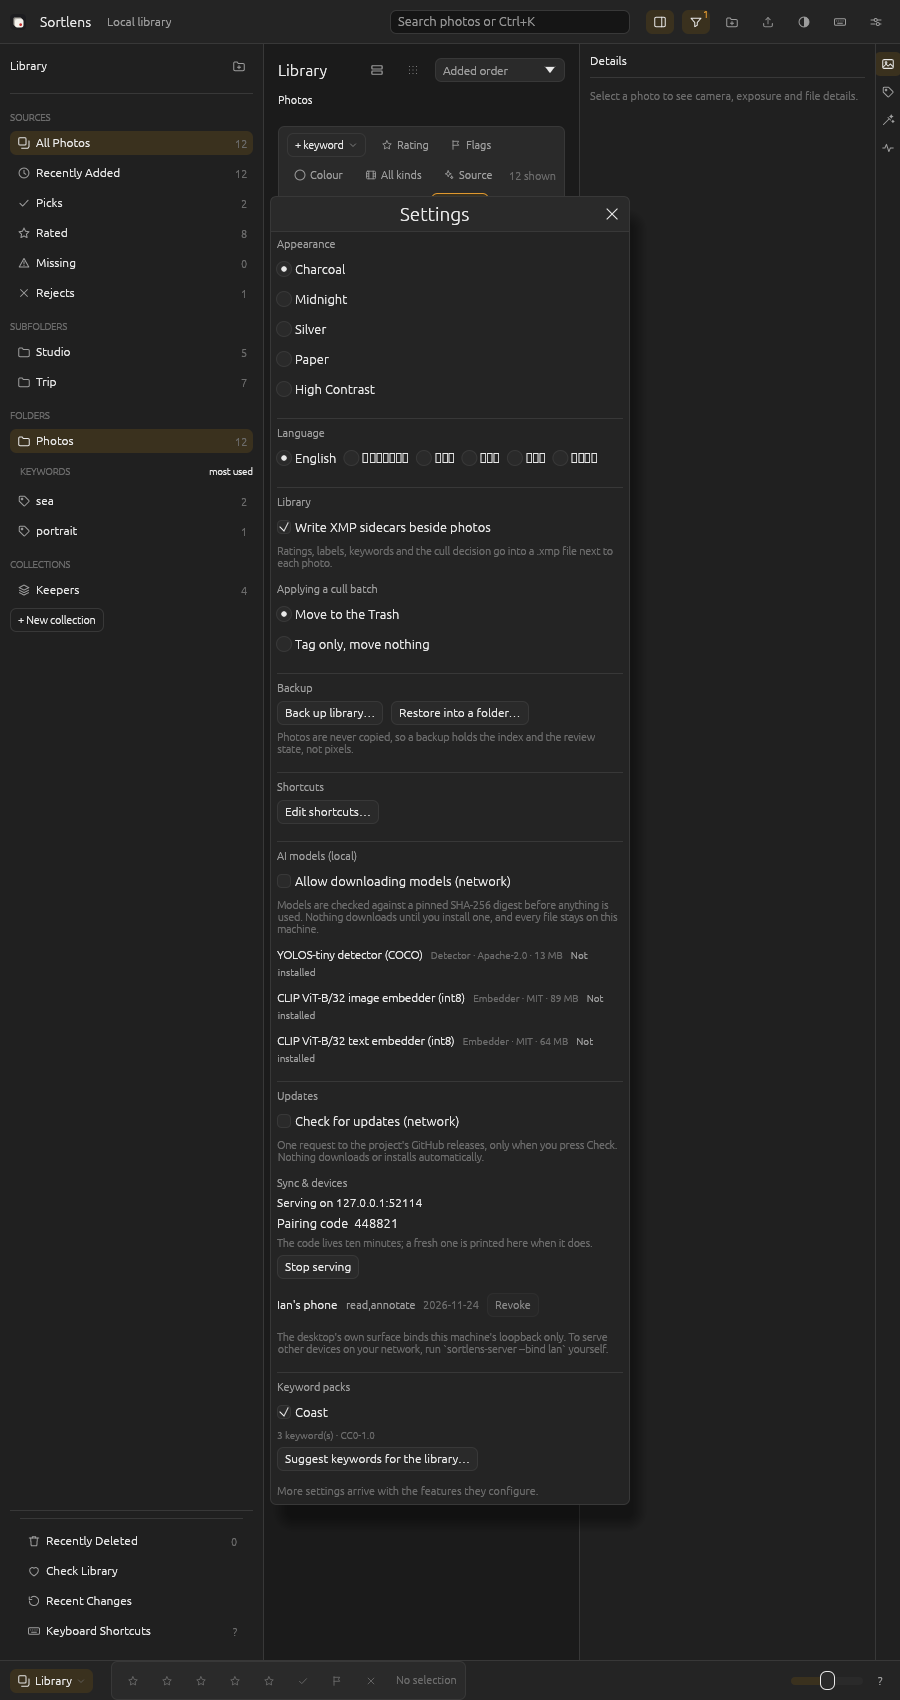 Sortlens
Local library
Search photos or Ctrl+K
1
Library
SOURCES
All Photos 12
Recently Added 12
Picks 2
Rated 8
Missing 0
Rejects 1
SUBFOLDERS
Studio 5
Trip 7
FOLDERS
Photos 12
KEYWORDS most used
sea 2
portrait 1
COLLECTIONS
Keepers 4
+ New collection
Recently Deleted 0
Check Library
Recent Changes
Keyboard Shortcuts ?
Library
Added order
Photos
+ keyword
Rating
Flags
Colour
All kinds
Source
12 shown
Details
Select a photo to see camera, exposure and file details.
Settings
Appearance
Charcoal
Midnight
Silver
Paper
High Contrast
Language
English
Library
Write XMP sidecars beside photos
Ratings, labels, keywords and the cull decision go into a .xmp file next to
each photo.
Applying a cull batch
Move to the Trash
Tag only, move nothing
Backup
Back up library…
Restore into a folder…
Photos are never copied, so a backup holds the index and the review
state, not pixels.
Shortcuts
Edit shortcuts…
AI models (local)
Allow downloading models (network)
Models are checked against a pinned SHA-256 digest before anything is
used. Nothing downloads until you install one, and every file stays on this
machine.
YOLOS-tiny detector (COCO) Detector · Apache-2.0 · 13 MB Not
installed
CLIP ViT-B/32 image embedder (int8) Embedder · MIT · 89 MB Not
installed
CLIP ViT-B/32 text embedder (int8) Embedder · MIT · 64 MB Not
installed
Updates
Check for updates (network)
One request to the project's GitHub releases, only when you press Check.
Nothing downloads or installs automatically.
Sync & devices
Serving on 127.0.0.1:52114
Pairing code 448821
The code lives ten minutes; a fresh one is printed here when it does.
Stop serving
Ian's phone read,annotate 2026-11-24 Revoke
The desktop's own surface binds this machine's loopback only. To serve
other devices on your network, run `sortlens-server --bind lan` yourself.
Keyword packs
Coast
3 keyword(s) · CC0-1.0
Suggest keywords for the library…
More settings arrive with the features they configure.
Library
No selection
?